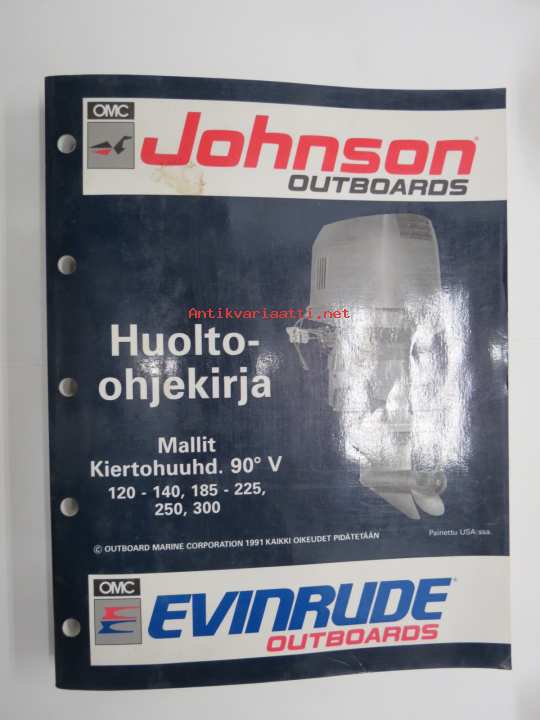 OMC
Johnson
OUTBOARDS
Antikvariaatti.net
Huolto-
ohjekirja
Mallit
Kiertohuuhd. 90° V
120 - 140, 185 - 225,
250, 300
Painettu USA:ssa.
© OUTBOARD MARINE CORPORATION 1991 KAIKKI OIKEUDET PIDÄTETÄÄN
OMC
EVINRUDE
OUTBOARDS